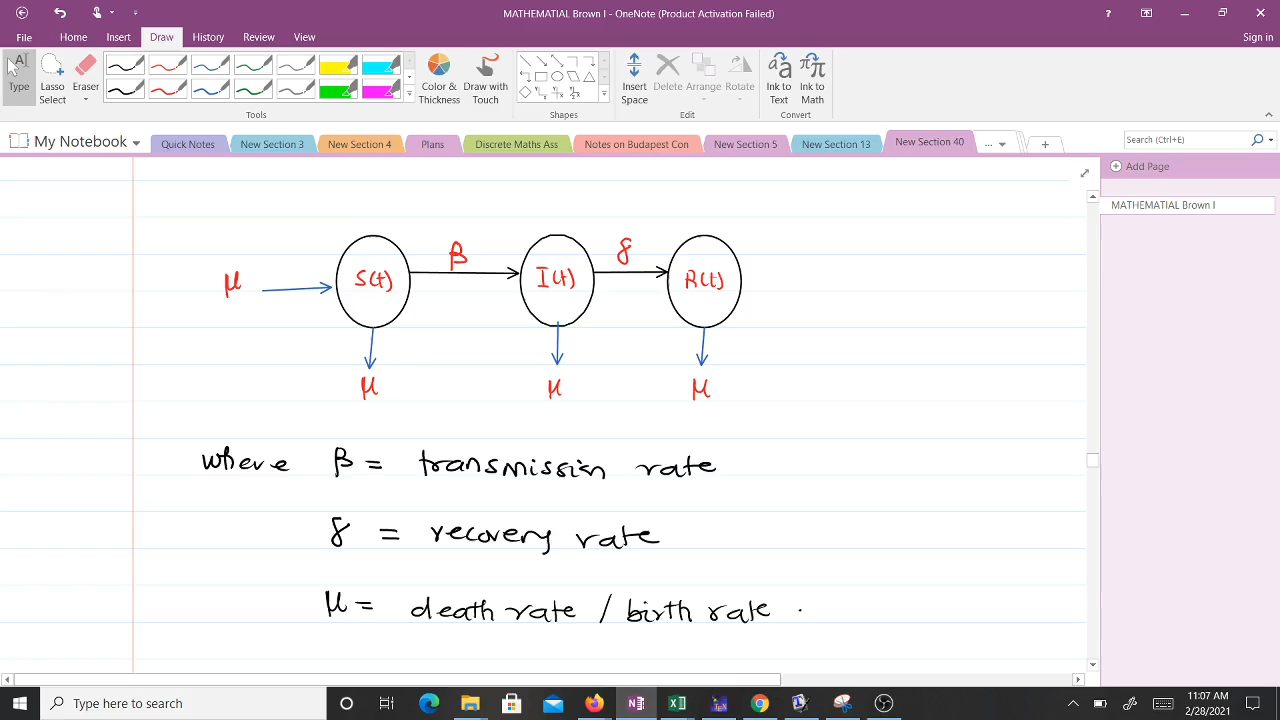 MATHEMATIAL Brown I - OneNote (Product Activation Failed)
File Home Insert Draw History Review View Sign in
Type
Lasso Select
Eraser
Color & Thickness
Draw with Touch
Insert Space
Delete
Arrange
Rotate
Ink to Text
Ink to Math
Tools Shapes Edit Convert
My Notebook Quick Notes New Section 3 New Section 4 Plans Discrete Maths Ass Notes on Budapest Con New Section 5 New Section 13 New Section 40 ... Search (Ctrl+E)
Add Page
MATHEMATIAL Brown I
β γ
μ S(t) I(t) R(t)
μ μ μ
where β = transmission rate
γ = recovery rate
μ = death rate / birth rate .
Type here to search
11:07 AM
2/28/2021